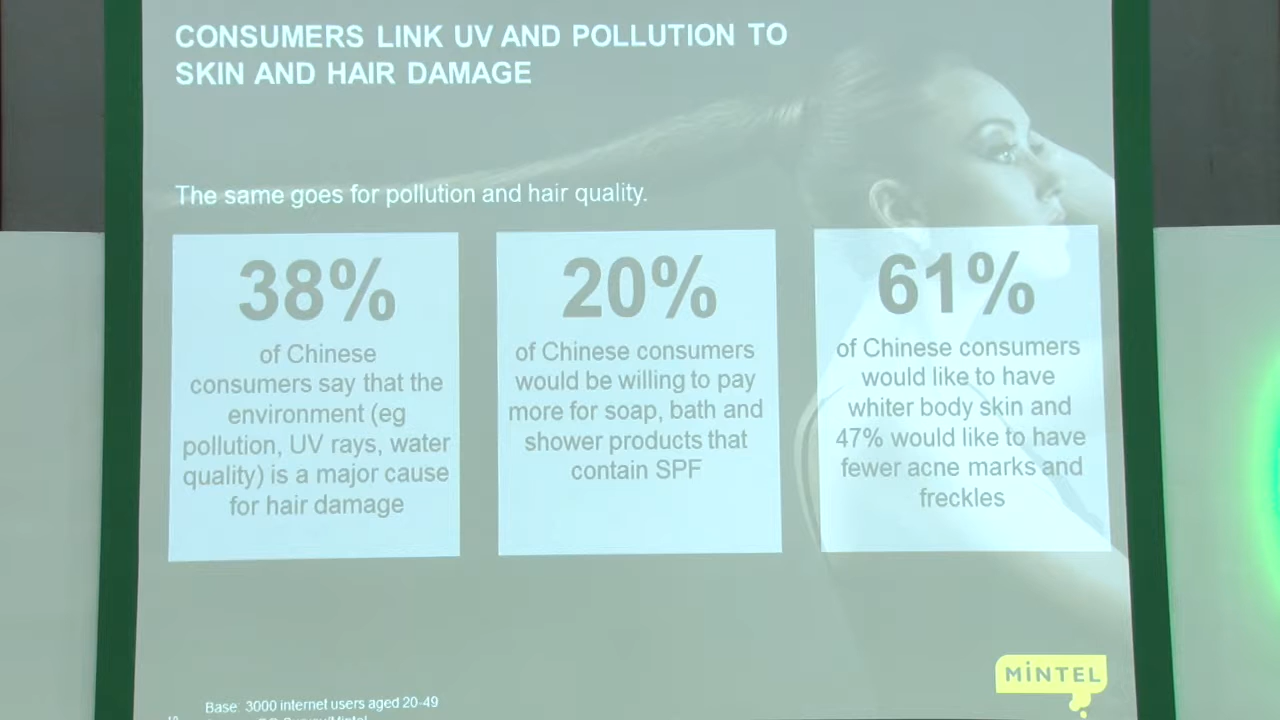 CONSUMERS LINK UV AND POLLUTION TO
SKIN AND HAIR DAMAGE
The same goes for pollution and hair quality.
38%
of Chinese
consumers say that the
environment (eg
pollution, UV rays, water
quality) is a major cause
for hair damage
20%
of Chinese consumers
would be willing to pay
more for soap, bath and
shower products that
contain SPF
61%
of Chinese consumers
would like to have
whiter body skin and
47% would like to have
fewer acne marks and
freckles
MiNTEL
Base: 3000 internet users aged 20-49